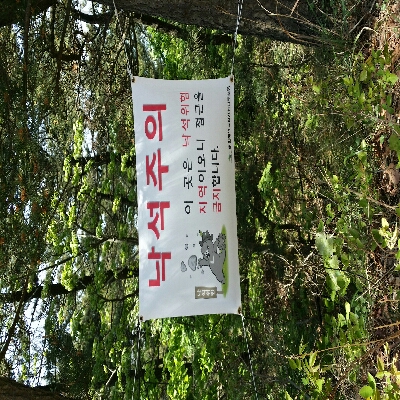 낙석주의
이 곳은 낙석위험
지역이오니 접근을
금지합니다.